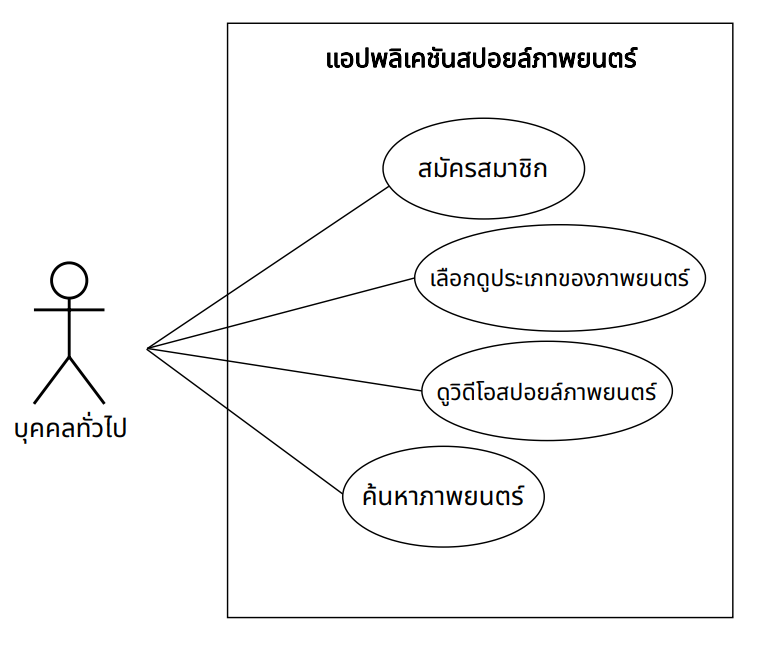 แอปพลิเคชันสปอยล์ภาพยนตร์
สมัครสมาชิก
เลือกดูประเภทของภาพยนตร์
ดูวิดีโอสปอยล์ภาพยนตร์
บุคคลทั่วไป
ค้นหาภาพยนตร์